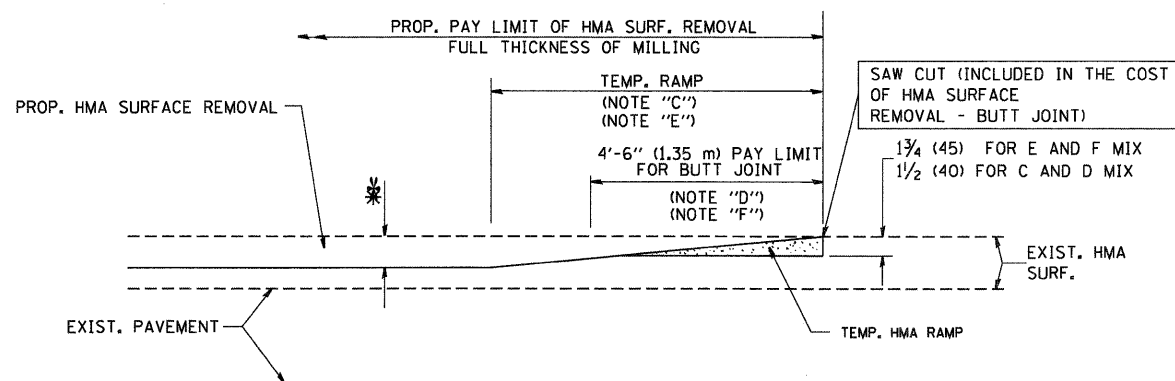 PROP. PAY LIMIT OF HMA SURF. REMOVAL
FULL THICKNESS OF MILLING
TEMP. RAMP
(NOTE "C")
(NOTE "E")
SAW CUT (INCLUDED IN THE COST
OF HMA SURFACE
REMOVAL - BUTT JOINT)
PROP. HMA SURFACE REMOVAL
4'-6" (1.35 m) PAY LIMIT
FOR BUTT JOINT
1¾ (45) FOR E AND F MIX
1½ (40) FOR C AND D MIX
(NOTE "D")
(NOTE "F")
EXIST. HMA
SURF.
EXIST. PAVEMENT
TEMP. HMA RAMP